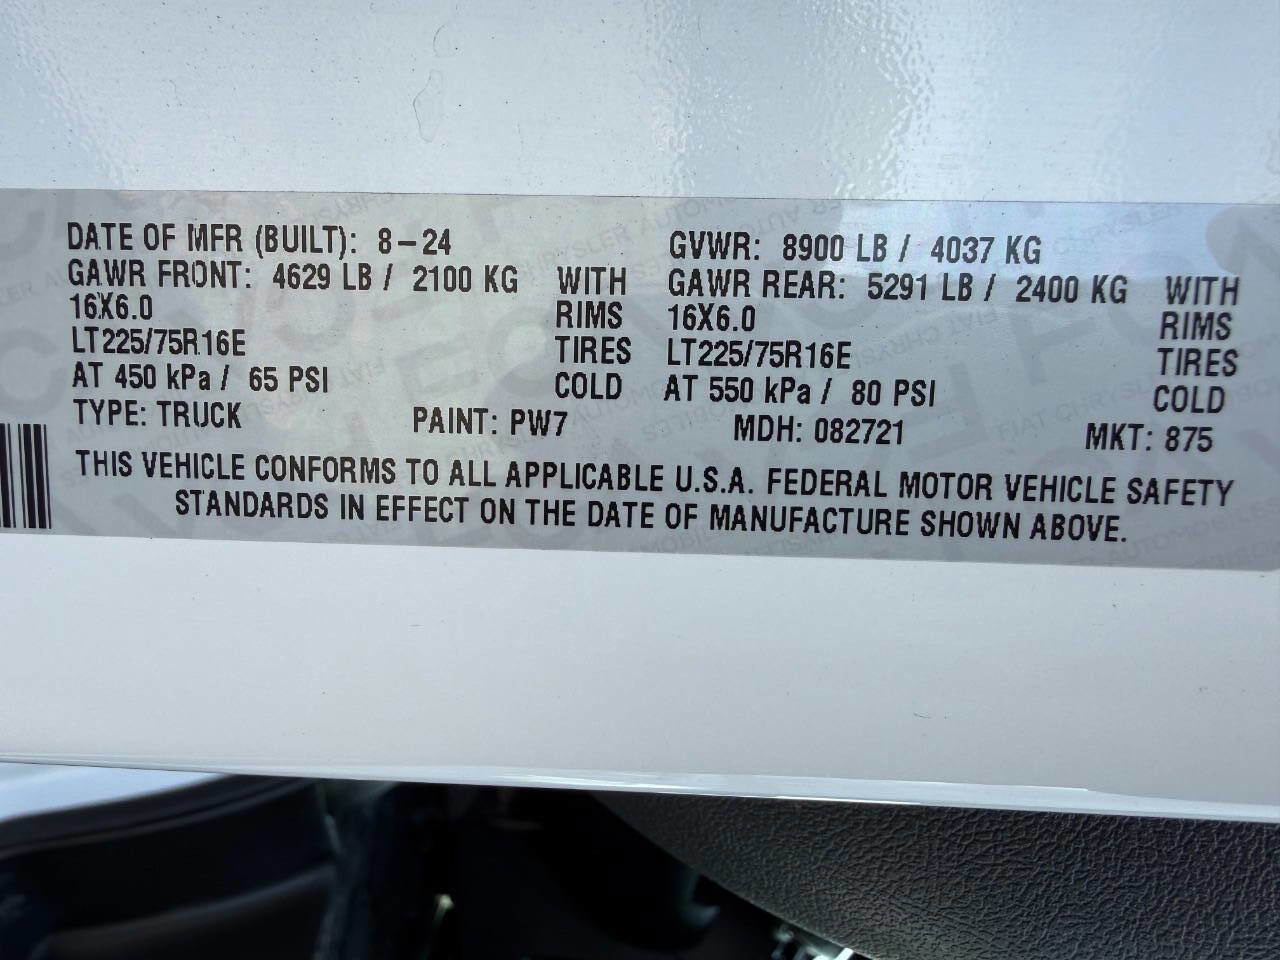 DATE OF MFR (BUILT): 8-24 GVWR: 8900 LB / 4037 KG
GAWR FRONT: 4629 LB / 2100 KG WITH GAWR REAR: 5291 LB / 2400 KG WITH
16X6.0 RIMS 16X6.0 RIMS
LT225/75R16E TIRES LT225/75R16E TIRES
AT 450 kPa / 65 PSI COLD AT 550 kPa / 80 PSI COLD
TYPE: TRUCK PAINT: PW7 MDH: 082721 MKT: 875
THIS VEHICLE CONFORMS TO ALL APPLICABLE U.S.A. FEDERAL MOTOR VEHICLE SAFETY
STANDARDS IN EFFECT ON THE DATE OF MANUFACTURE SHOWN ABOVE.